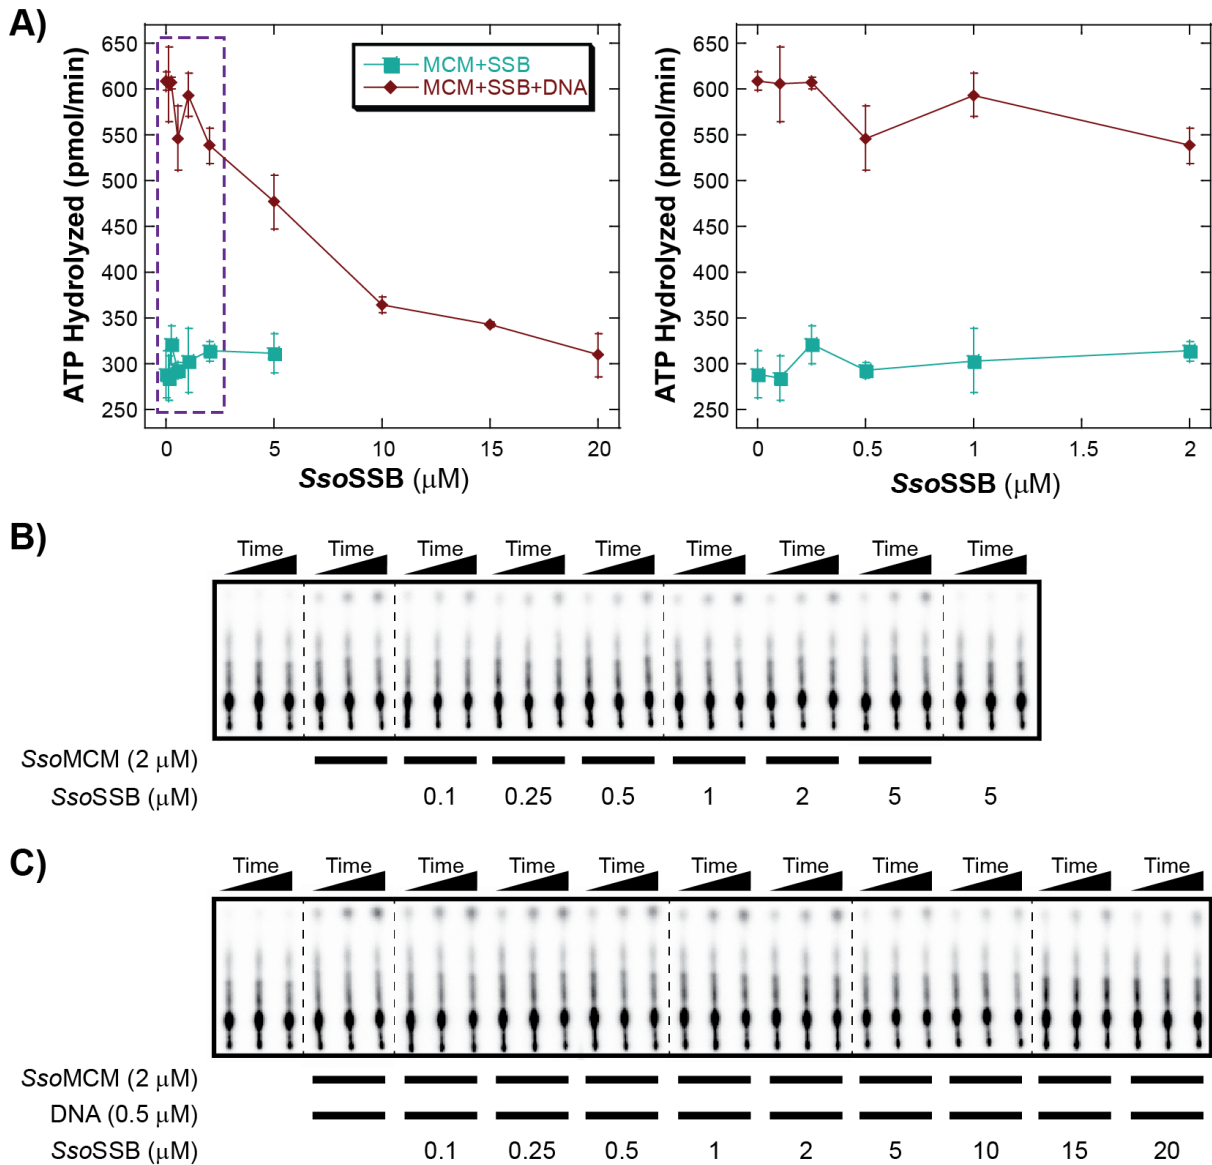 A)
650
600
550
500
450
400
350
300
250
ATP Hydrolyzed (pmol/min)
MCM+SSB
MCM+SSB+DNA
0 5 10 15 20
SsoSSB (μM)
650
600
550
500
450
400
350
300
250
ATP Hydrolyzed (pmol/min)
0 0.5 1 1.5 2
SsoSSB (μM)
B)
Time Time Time Time Time Time Time Time Time
SsoMCM (2 μM)
SsoSSB (μM) 0.1 0.25 0.5 1 2 5 5
C)
Time Time Time Time Time Time Time Time Time Time Time
SsoMCM (2 μM)
DNA (0.5 μM)
SsoSSB (μM) 0.1 0.25 0.5 1 2 5 10 15 20